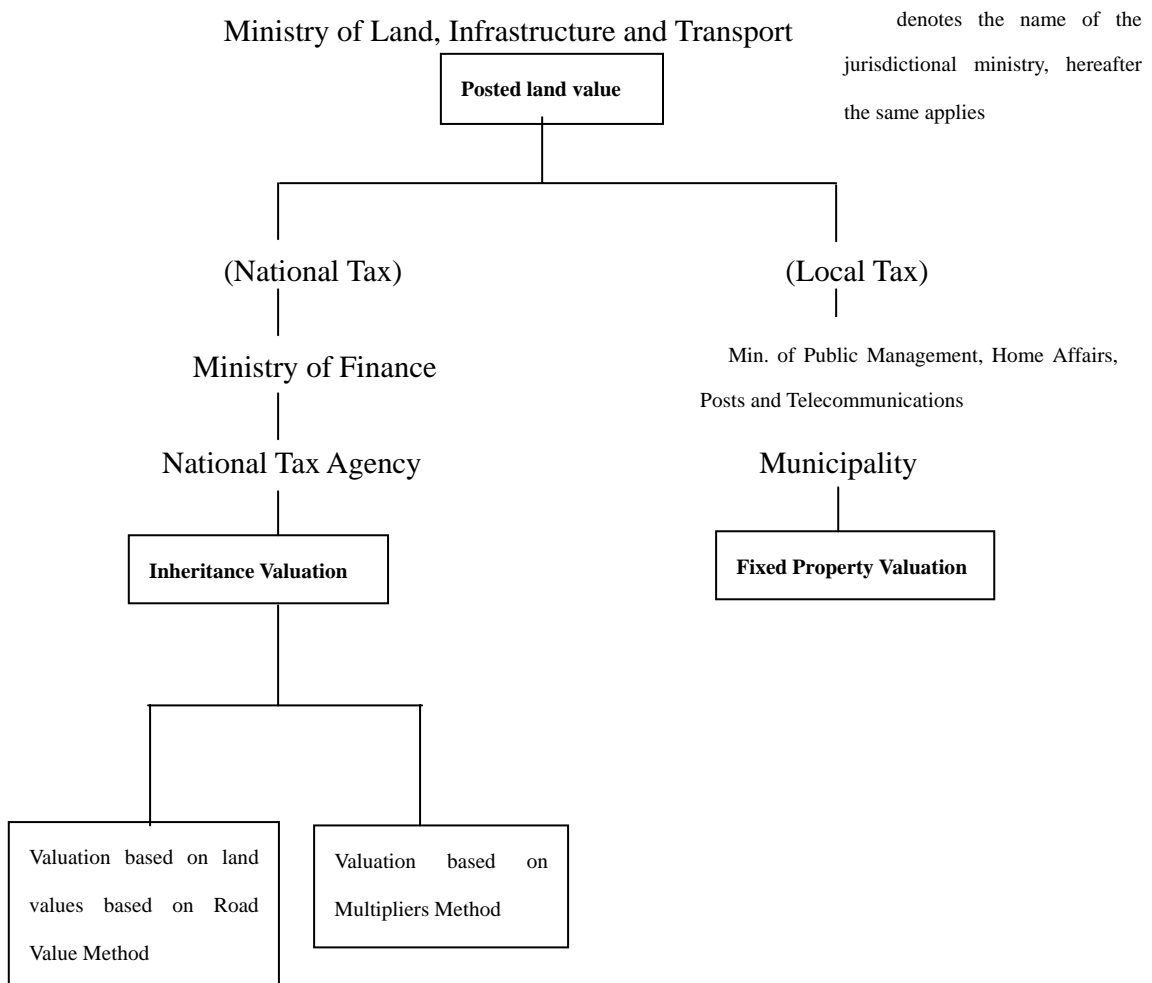 Ministry of Land, Infrastructure and Transport
denotes the name of the
jurisdictional ministry, hereafter
the same applies
Posted land value
(National Tax)
(Local Tax)
Ministry of Finance
Min. of Public Management, Home Affairs,
Posts and Telecommunications
National Tax Agency
Municipality
Inheritance Valuation
Fixed Property Valuation
Valuation based on land
values based on Road
Value Method
Valuation based on
Multipliers Method